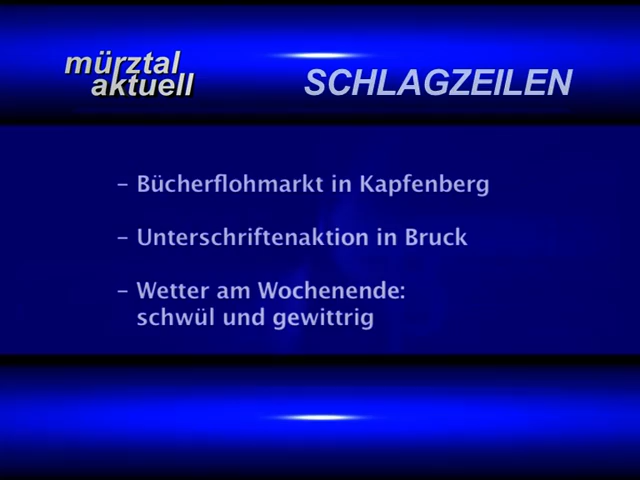 mürztal
aktuell
SCHLAGZEILEN
– Bücherflohmarkt in Kapfenberg
– Unterschriftenaktion in Bruck
– Wetter am Wochenende:
schwül und gewittrig